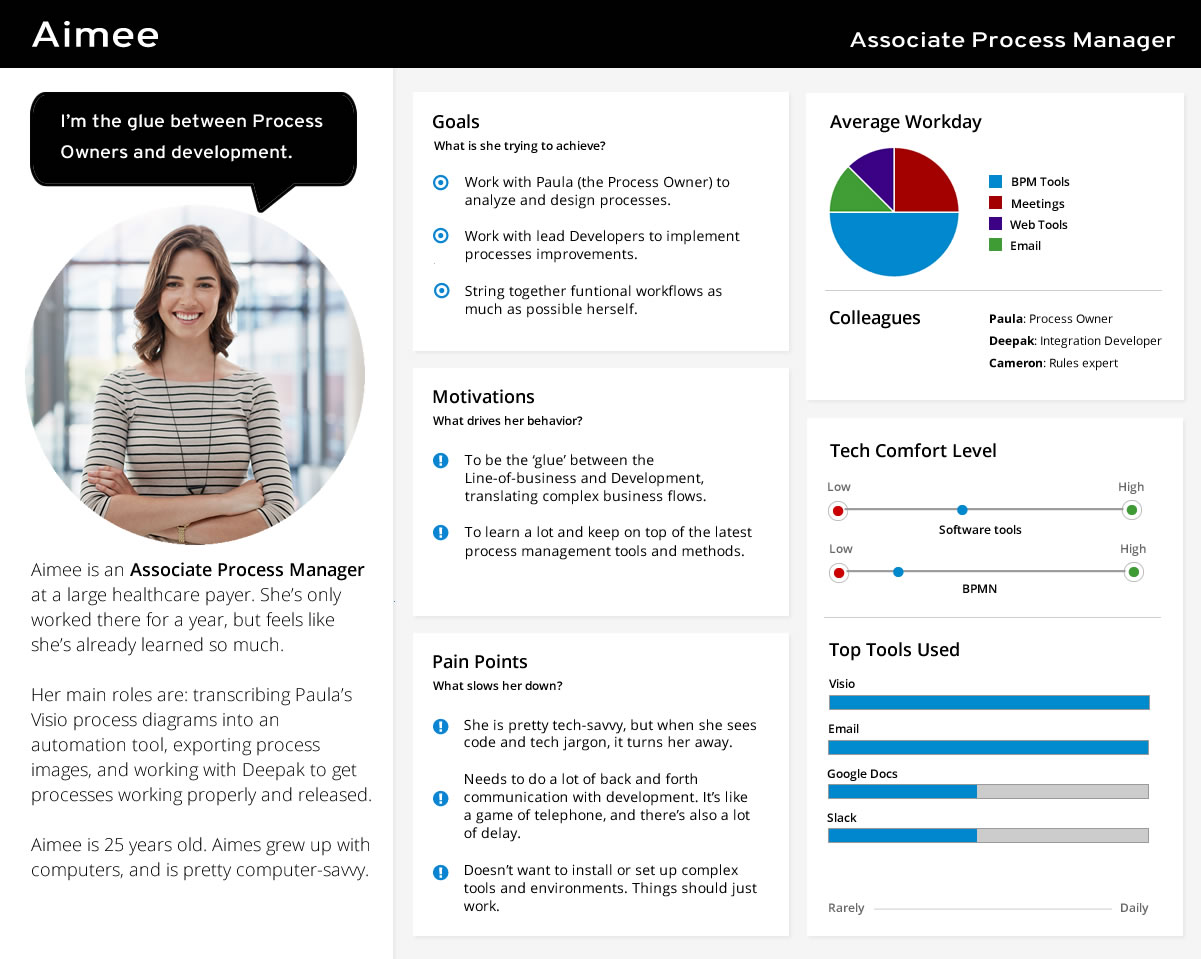 Aimee
Associate Process Manager
I’m the glue between Process
Owners and development.
Aimee is an Associate Process Manager
at a large healthcare payer. She’s only
worked there for a year, but feels like
she’s already learned so much.
Her main roles are: transcribing Paula’s
Visio process diagrams into an
automation tool, exporting process
images, and working with Deepak to get
processes working properly and released.
Aimee is 25 years old. Aimes grew up with
computers, and is pretty computer-savvy.
Goals
What is she trying to achieve?
Work with Paula (the Process Owner) to
analyze and design processes.
Work with lead Developers to implement
processes improvements.
String together funtional workflows as
much as possible herself.
Motivations
What drives her behavior?
To be the ‘glue’ between the
Line-of-business and Development,
translating complex business flows.
To learn a lot and keep on top of the latest
process management tools and methods.
Pain Points
What slows her down?
She is pretty tech-savvy, but when she sees
code and tech jargon, it turns her away.
Needs to do a lot of back and forth
communication with development. It’s like
a game of telephone, and there’s also a lot
of delay.
Doesn’t want to install or set up complex
tools and environments. Things should just
work.
Average Workday
BPM Tools
Meetings
Web Tools
Email
Colleagues
Paula: Process Owner
Deepak: Integration Developer
Cameron: Rules expert
Tech Comfort Level
Low High
Software tools
Low High
BPMN
Top Tools Used
Visio
Email
Google Docs
Slack
Rarely Daily